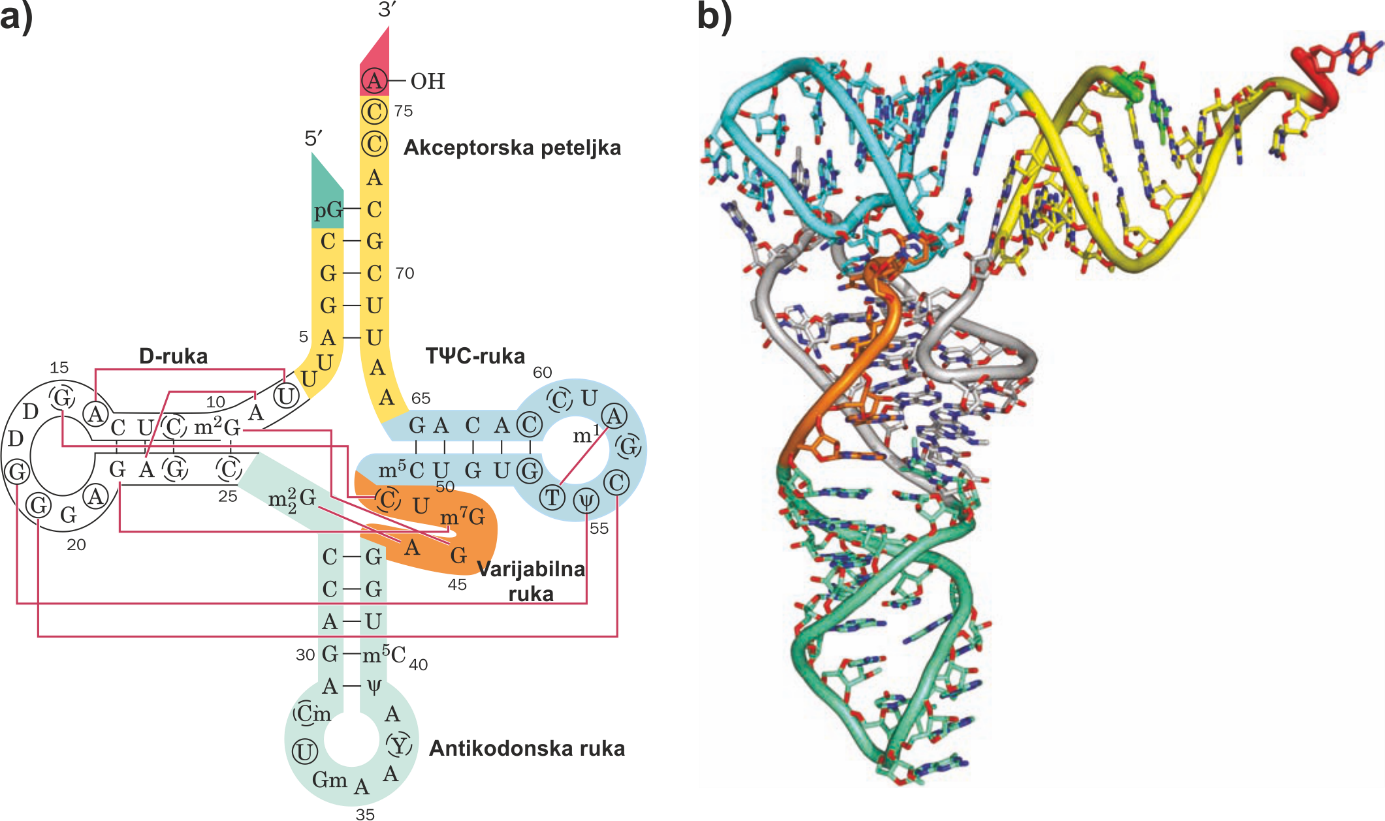 a)
b)
3′
A
OH
C
75
C
Akceptorska peteljka
5′
A
pG
C
C
G
G
C
70
G
U
5
A
U
U
A
U
A
D-ruka
TΨC-ruka
15
G
A
D
D
G
G
G
A
20
C U C m²G
10
A
U
G A G C
25
65
G A C A C
60
C U A
m¹
G
C
m⁵C U G U G
T
ψ
55
C U
50
m⁷G
A
G
45
Varijabilna
ruka
m²₂G
C
G
C
G
A
U
30
G
m⁵C
40
A
ψ
Cm
A
U
Y
Gm
A
A
35
Antikodonska ruka